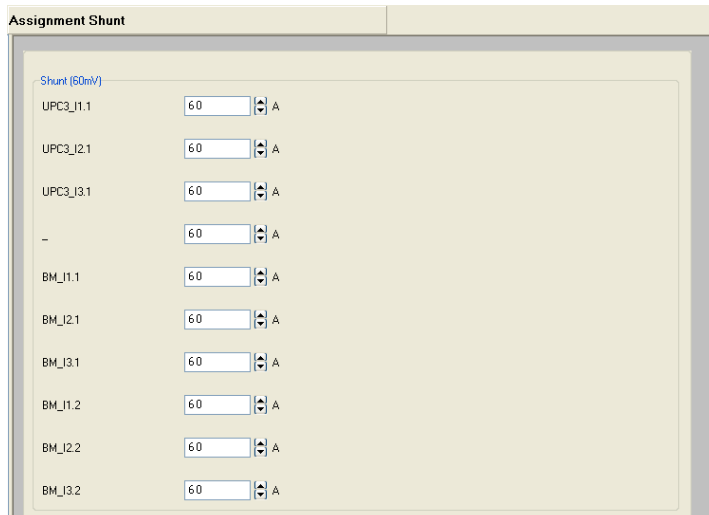 Assignment Shunt
Shunt (60mV)
UPC3_I1.1 60 A
UPC3_I2.1 60 A
UPC3_I3.1 60 A
_ 60 A
BM_I1.1 60 A
BM_I2.1 60 A
BM_I3.1 60 A
BM_I1.2 60 A
BM_I2.2 60 A
BM_I3.2 60 A